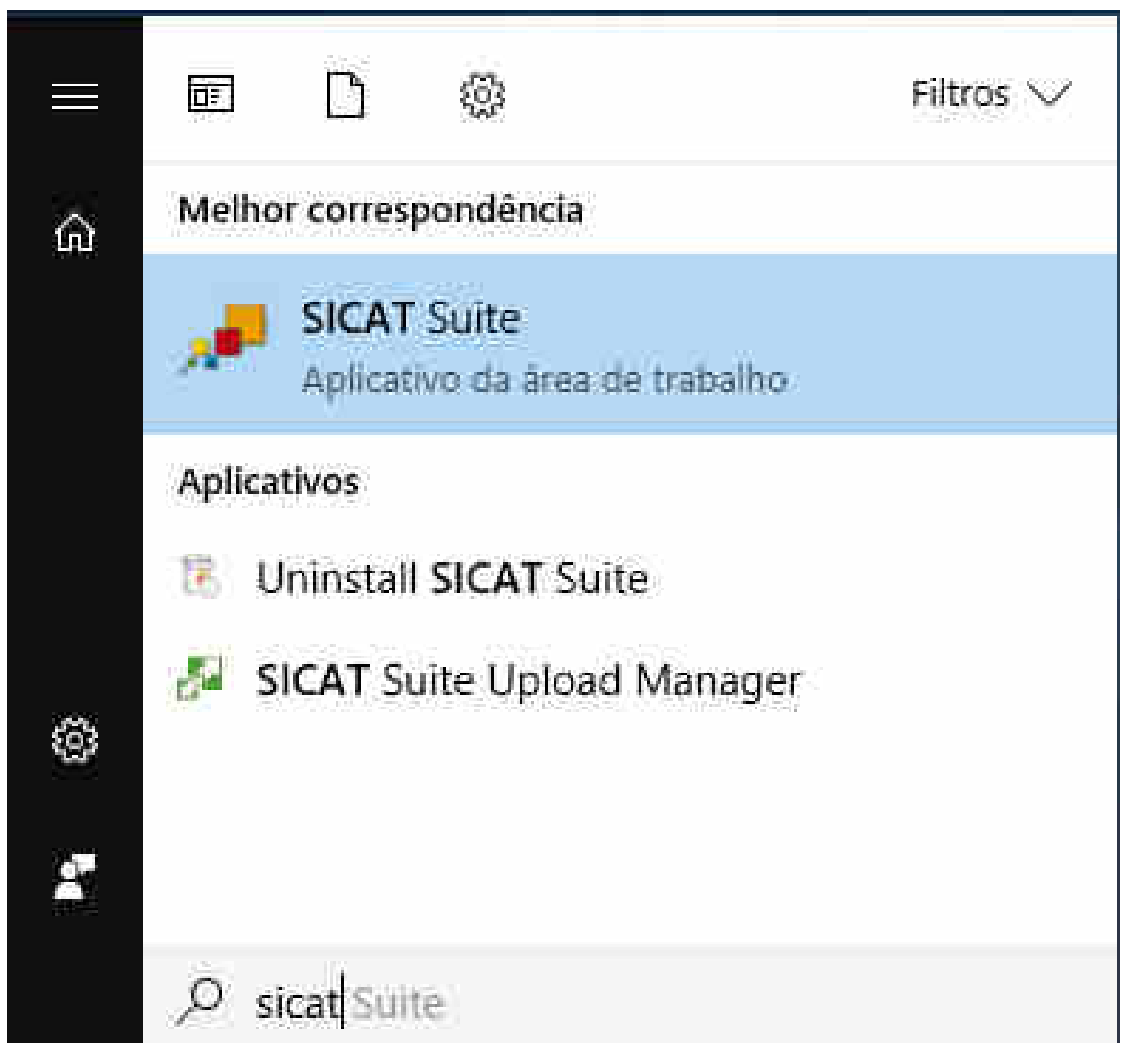 Filtros
Melhor correspondência
SICAT Suite
Aplicativo da área de trabalho
Aplicativos
Uninstall SICAT Suite
SICAT Suite Upload Manager
sicat Suite